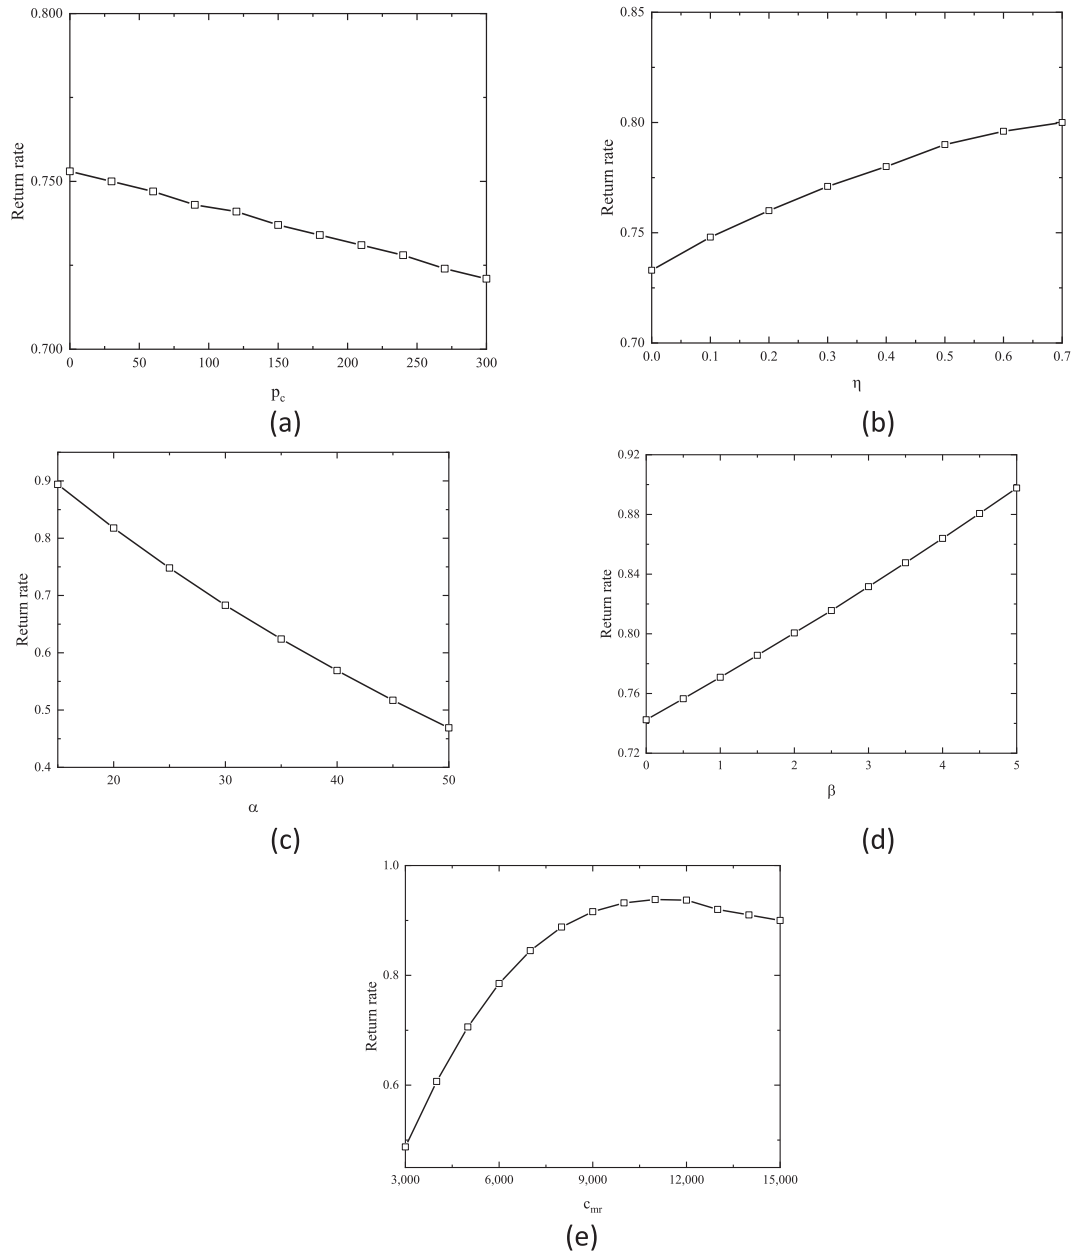 0.800
0.750
0.700
Return rate
0 50 100 150 200 250 300
p_c
(a)
0.85
0.80
0.75
0.70
Return rate
0.0 0.1 0.2 0.3 0.4 0.5 0.6 0.7
η
(b)
0.9
0.8
0.7
0.6
0.5
0.4
Return rate
20 30 40 50
α
(c)
0.92
0.88
0.84
0.80
0.76
0.72
Return rate
0 1 2 3 4 5
β
(d)
1.0
0.8
0.6
Return rate
3,000 6,000 9,000 12,000 15,000
c_mr
(e)